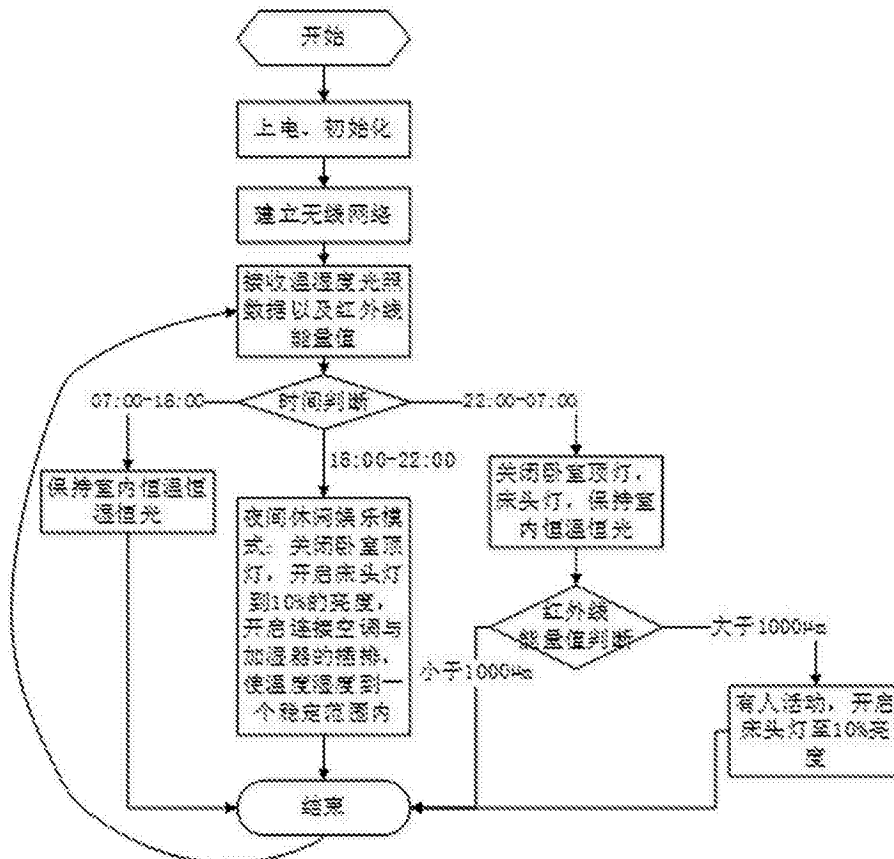 开始
上电、初始化
建立无线网络
接收温湿度光照
数据以及红外线
能量值
07:00-18:00
时间判断
22:00-07:00
18:00-22:00
保持室内恒温恒
湿恒光
夜间休闲娱乐模
式：关闭卧室顶
灯，开启床头灯
到10%的亮度，
开启连接空调与
加湿器的插排，
使温度湿度到一
个稳定范围内
关闭卧室顶灯，
床头灯，保持室
内恒温恒光
红外线
能量值判断
大于1000μm
小于1000μm
有人活动，开启
床头灯至10%亮
度
结束